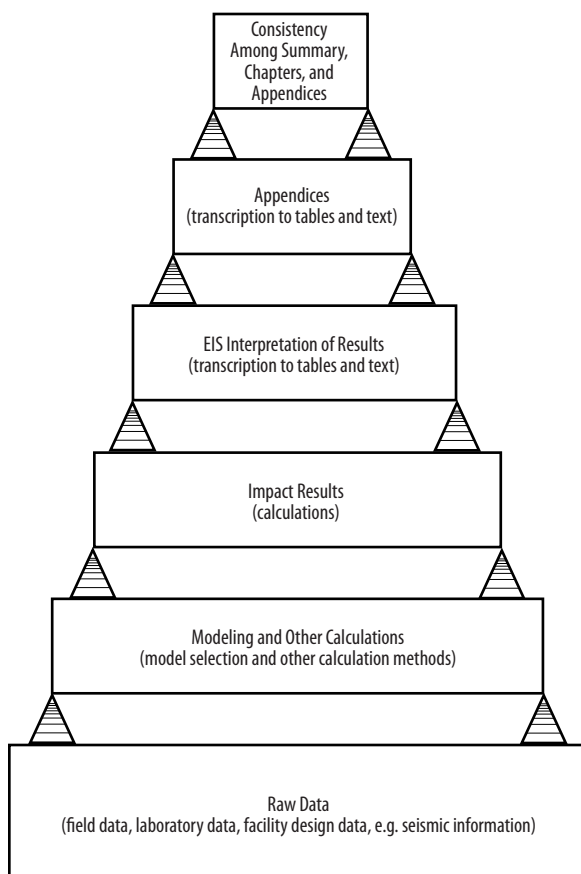 Consistency
Among Summary,
Chapters, and
Appendices
Appendices
(transcription to tables and text)
EIS Interpretation of Results
(transcription to tables and text)
Impact Results
(calculations)
Modeling and Other Calculations
(model selection and other calculation methods)
Raw Data
(field data, laboratory data, facility design data, e.g. seismic information)